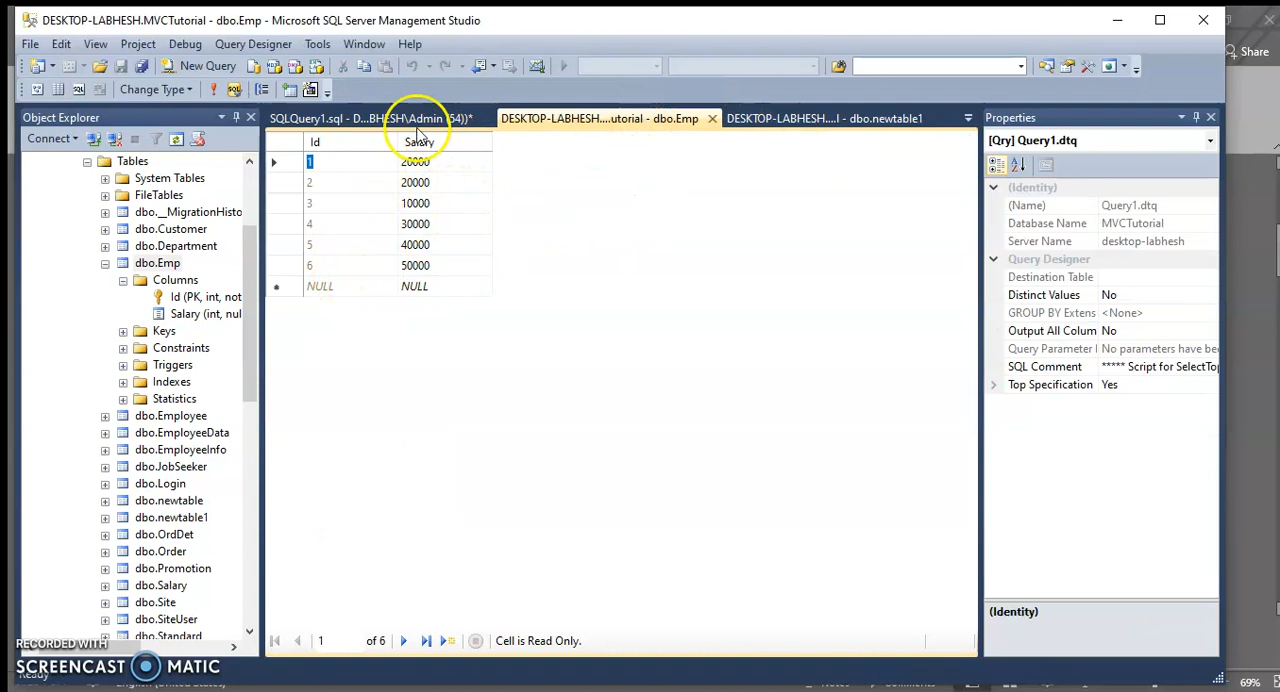 DESKTOP-LABHESH.MVCTutorial - dbo.Emp - Microsoft SQL Server Management Studio
Share
File Edit View Project Debug Query Designer Tools Window Help
New Query
Change Type
Object Explorer
SQLQuery1.sql - D...BHESH\Admin (54))*
DESKTOP-LABHESH....utorial - dbo.Emp
DESKTOP-LABHESH....l - dbo.newtable1
Properties
Connect
Tables
System Tables
FileTables
dbo.__MigrationHisto
dbo.Customer
dbo.Department
dbo.Emp
Columns
Id (PK, int, not
Salary (int, nul
Keys
Constraints
Triggers
Indexes
Statistics
dbo.Employee
dbo.EmployeeData
dbo.EmployeeInfo
dbo.JobSeeker
dbo.Login
dbo.newtable
dbo.newtable1
dbo.OrdDet
dbo.Order
dbo.Promotion
dbo.Salary
dbo.Site
dbo.SiteUser
dbo.Standard
Id Salary
1 20000
2 20000
3 10000
4 30000
5 40000
6 50000
NULL NULL
1 of 6 Cell is Read Only.
[Qry] Query1.dtq
(Identity)
(Name) Query1.dtq
Database Name MVCTutorial
Server Name desktop-labhesh
Query Designer
Destination Table
Distinct Values No
GROUP BY Extens <None>
Output All Colum No
Query Parameter No parameters have bee
SQL Comment ***** Script for SelectTop
Top Specification Yes
(Identity)
RECORDED WITH
SCREENCAST MATIC
Ready
69%